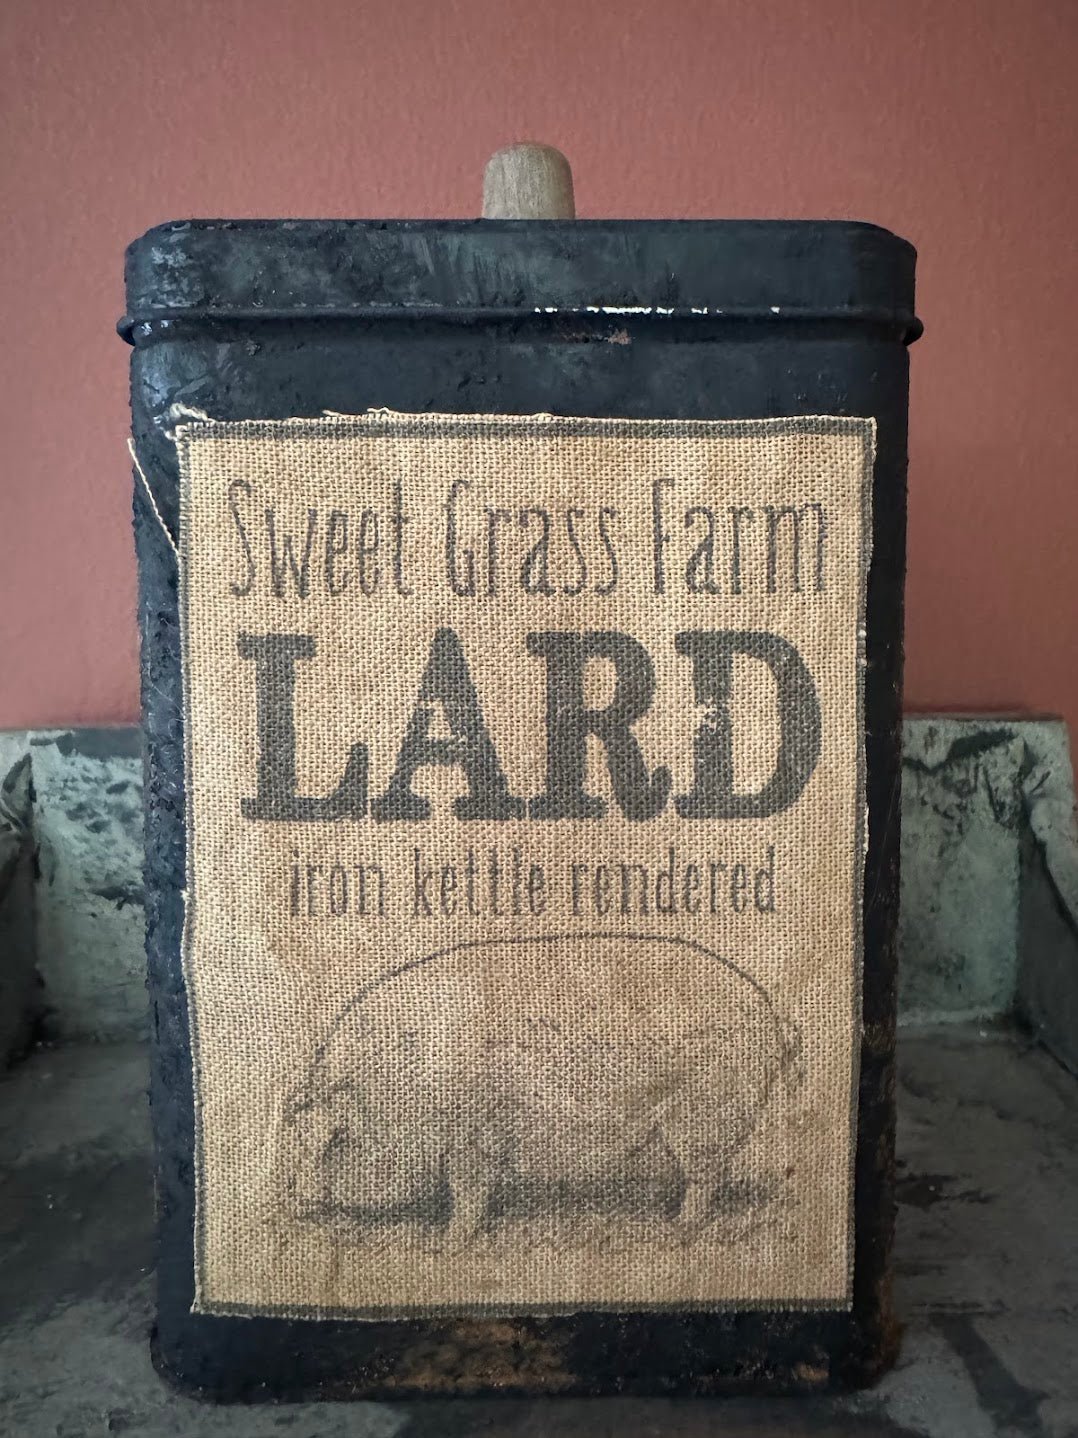 Sweet Grass Farm
LARD
iron kettle rendered